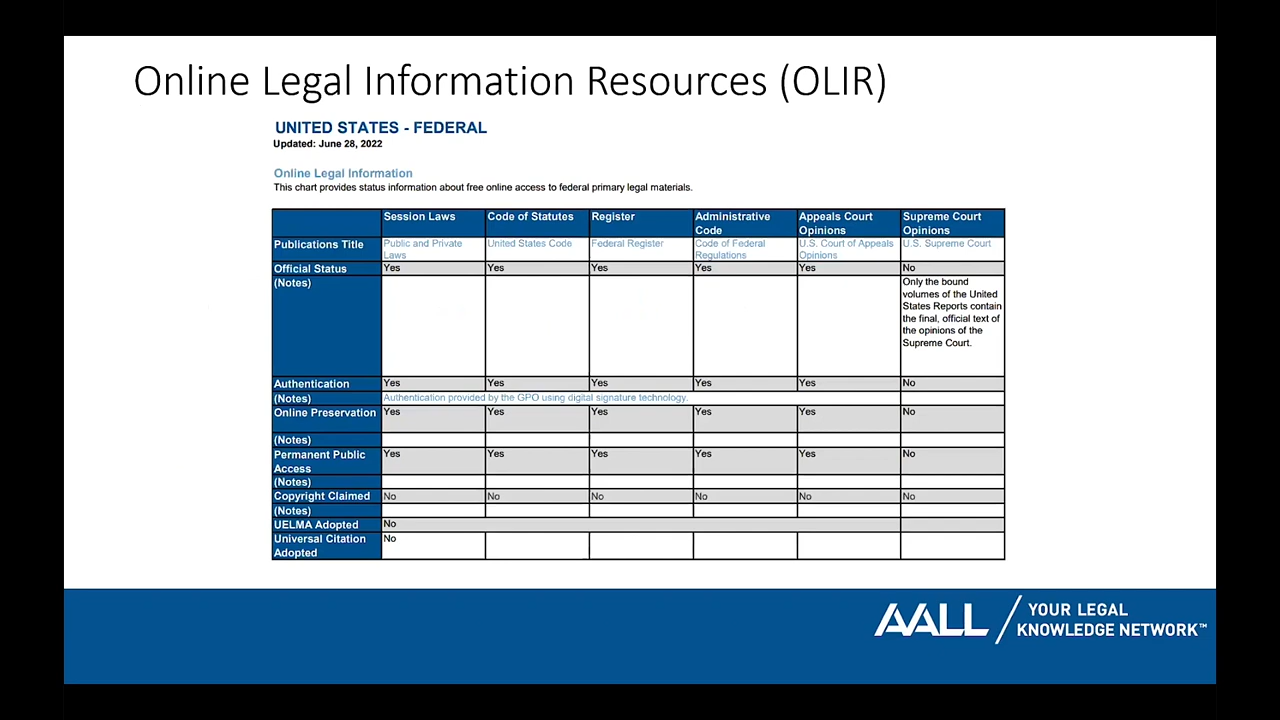 Online Legal Information Resources (OLIR)
UNITED STATES - FEDERAL
Updated: June 28, 2022
Online Legal Information
This chart provides status information about free online access to federal primary legal materials.
Session Laws Code of Statutes Register Administrative Code Appeals Court Opinions Supreme Court Opinions
Publications Title Public and Private Laws United States Code Federal Register Code of Federal Regulations U.S. Court of Appeals Opinions U.S. Supreme Court
Official Status Yes Yes Yes Yes Yes No
(Notes) Only the bound
volumes of the United
States Reports contain
the final, official text of
the opinions of the
Supreme Court.
Authentication Yes Yes Yes Yes Yes No
(Notes) Authentication provided by the GPO using digital signature technology.
Online Preservation Yes Yes Yes Yes Yes No
(Notes)
Permanent Public Access Yes Yes Yes Yes Yes No
(Notes)
Copyright Claimed No No No No No No
(Notes)
UELMA Adopted No
Universal Citation Adopted No
AALL YOUR LEGAL
KNOWLEDGE NETWORK™